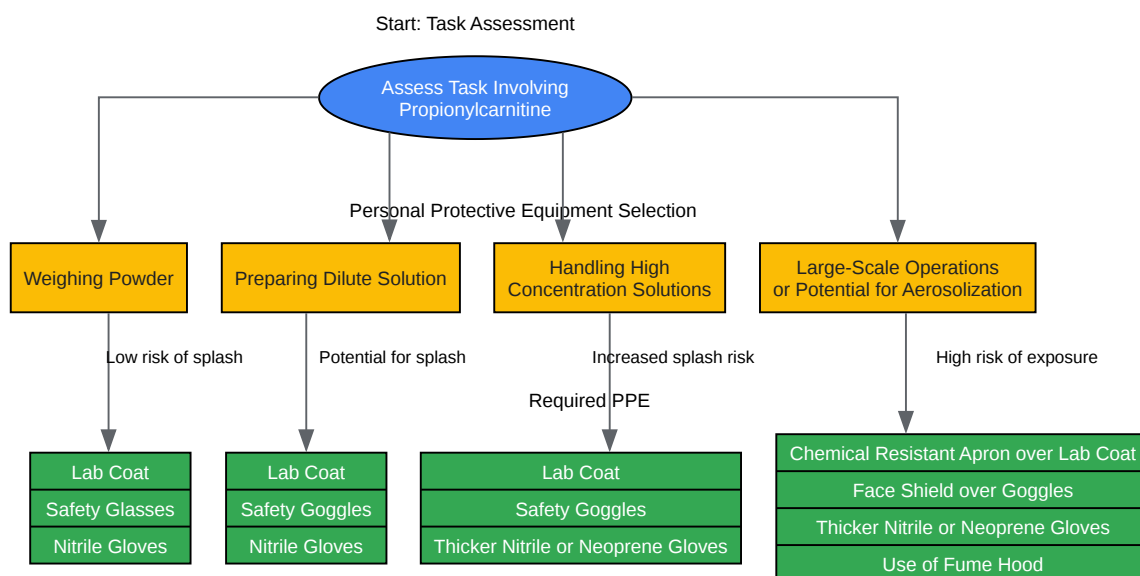 Start: Task Assessment
Assess Task Involving
Propionylcarnitine
Personal Protective Equipment Selection
Weighing Powder
Preparing Dilute Solution
Handling High
Concentration Solutions
Large-Scale Operations
or Potential for Aerosolization
Low risk of splash
Potential for splash
Increased splash risk
High risk of exposure
Required PPE
Lab Coat
Safety Glasses
Nitrile Gloves
Lab Coat
Safety Goggles
Nitrile Gloves
Lab Coat
Safety Goggles
Thicker Nitrile or Neoprene Gloves
Chemical Resistant Apron over Lab Coat
Face Shield over Goggles
Thicker Nitrile or Neoprene Gloves
Use of Fume Hood